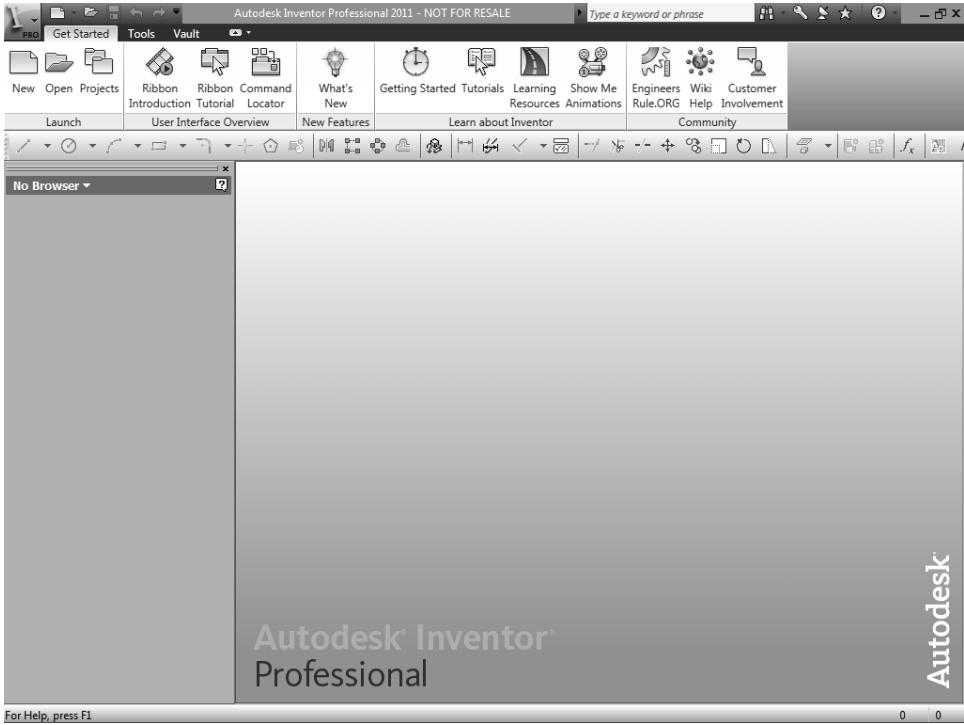 Autodesk Inventor Professional 2011 - NOT FOR RESALE
Type a keyword or phrase
PRO
Get Started Tools Vault
New Open Projects Ribbon Introduction Ribbon Tutorial Command Locator What's New Getting Started Tutorials Learning Resources Show Me Animations Engineers Rule.ORG Wiki Help Customer Involvement
Launch User Interface Overview New Features Learn about Inventor Community
fx
No Browser
Autodesk® Inventor®
Professional
Autodesk®
For Help, press F1
0 0